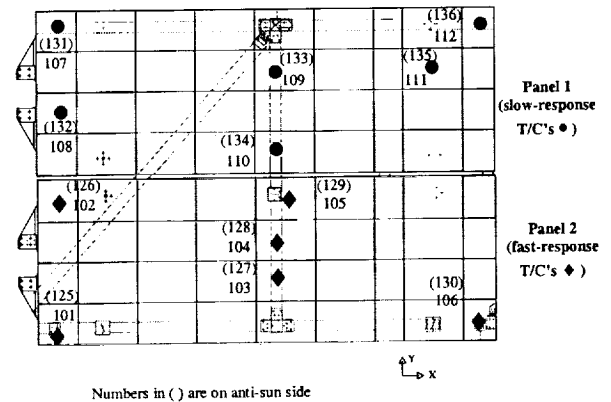 (131)
107
(133)
109
(135)
111
(136)
112
(132)
108
(134)
110
Panel 1
(slow-response
T/C's ● )
(126)
102
(129)
105
(128)
104
(127)
103
(125)
101
(130)
106
Panel 2
(fast-response
T/C's ♦ )
Y
X
Numbers in ( ) are on anti-sun side